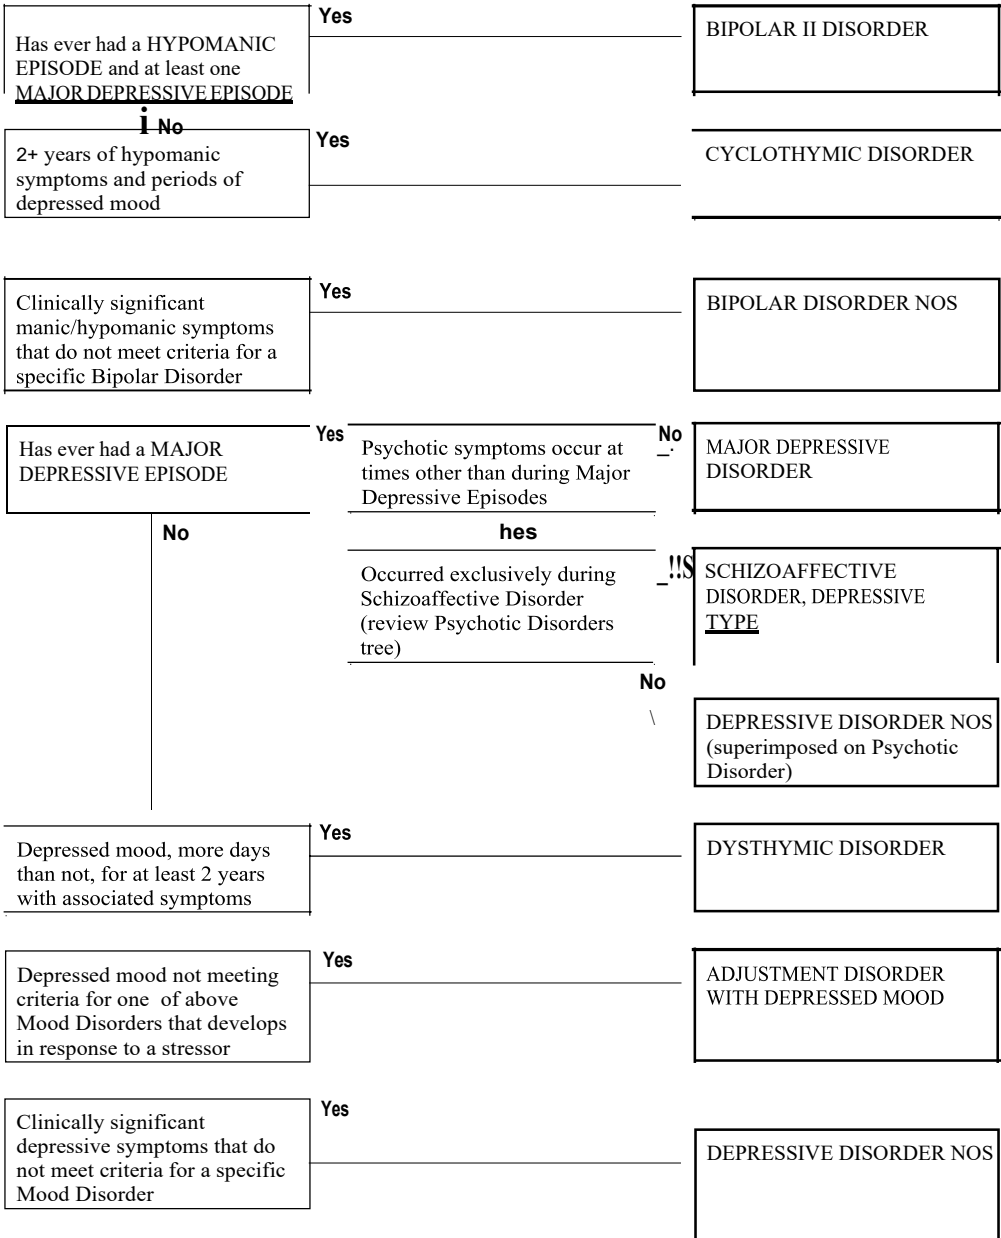 Yes
Has ever had a HYPOMANIC
EPISODE and at least one
MAJOR DEPRESSIVE EPISODE
BIPOLAR II DISORDER
i No
Yes
2+ years of hypomanic
symptoms and periods of
depressed mood
CYCLOTHYMIC DISORDER
Yes
Clinically significant
manic/hypomanic symptoms
that do not meet criteria for a
specific Bipolar Disorder
BIPOLAR DISORDER NOS
Has ever had a MAJOR
DEPRESSIVE EPISODE
Yes
Psychotic symptoms occur at
times other than during Major
Depressive Episodes
No
_.
MAJOR DEPRESSIVE
DISORDER
No
hes
Occurred exclusively during
Schizoaffective Disorder
(review Psychotic Disorders
tree)
_!!S
SCHIZOAFFECTIVE
DISORDER, DEPRESSIVE
TYPE
No
\
DEPRESSIVE DISORDER NOS
(superimposed on Psychotic
Disorder)
Yes
Depressed mood, more days
than not, for at least 2 years
with associated symptoms
DYSTHYMIC DISORDER
Yes
Depressed mood not meeting
criteria for one of above
Mood Disorders that develops
in response to a stressor
ADJUSTMENT DISORDER
WITH DEPRESSED MOOD
Yes
Clinically significant
depressive symptoms that do
not meet criteria for a specific
Mood Disorder
DEPRESSIVE DISORDER NOS